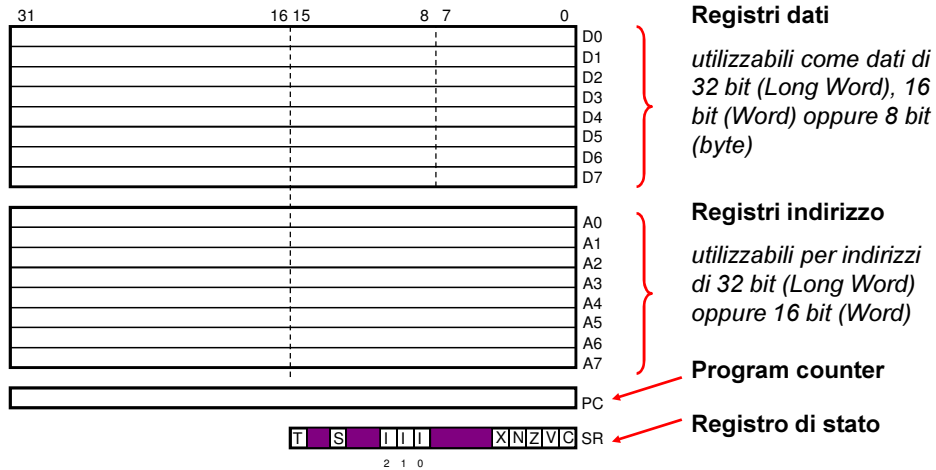 31 16 15 8 7 0
D0
D1
D2
D3
D4
D5
D6
D7
Registri dati
utilizzabili come dati di
32 bit (Long Word), 16
bit (Word) oppure 8 bit
(byte)
A0
A1
A2
A3
A4
A5
A6
A7
Registri indirizzo
utilizzabili per indirizzi
di 32 bit (Long Word)
oppure 16 bit (Word)
PC
Program counter
T S I I I X N Z V C SR
2 1 0
Registro di stato